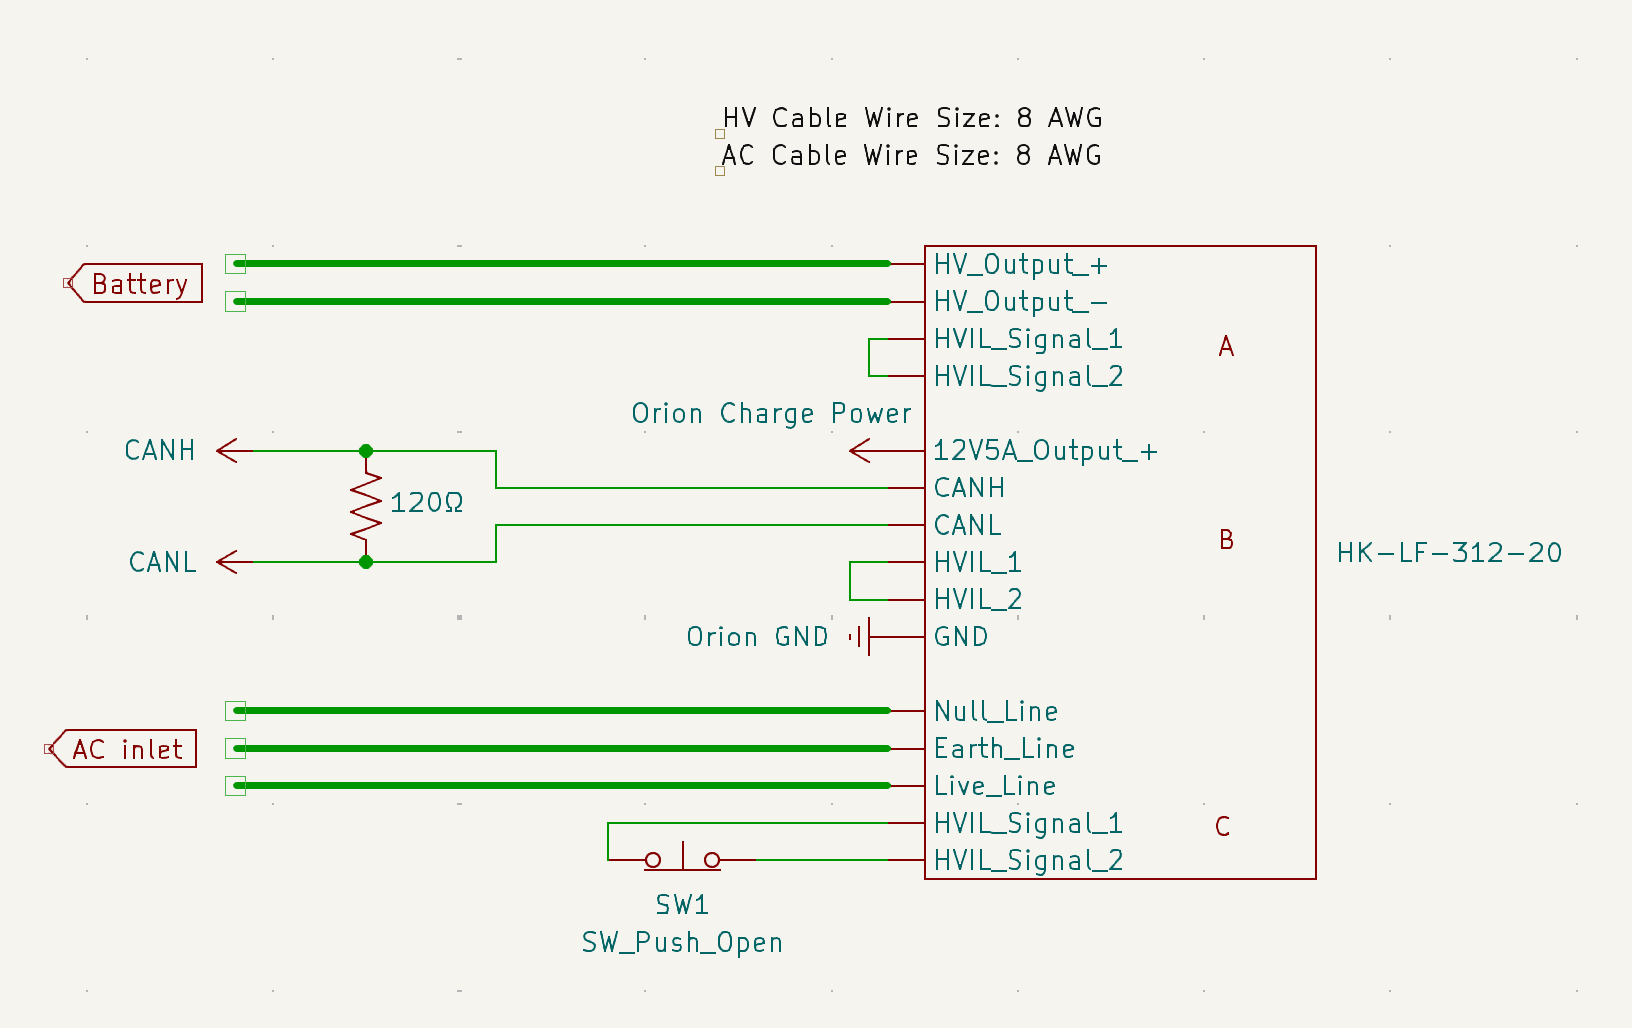 HV Cable Wire Size: 8 AWG
AC Cable Wire Size: 8 AWG
Battery
HV_Output_+
HV_Output_-
HVIL_Signal_1
A
HVIL_Signal_2
Orion Charge Power
CANH
12V5A_Output_+
120Ω
CANH
CANL
B
HK-LF-312-20
CANL
HVIL_1
HVIL_2
Orion GND
GND
Null_Line
AC inlet
Earth_Line
Live_Line
HVIL_Signal_1
C
HVIL_Signal_2
SW1
SW_Push_Open